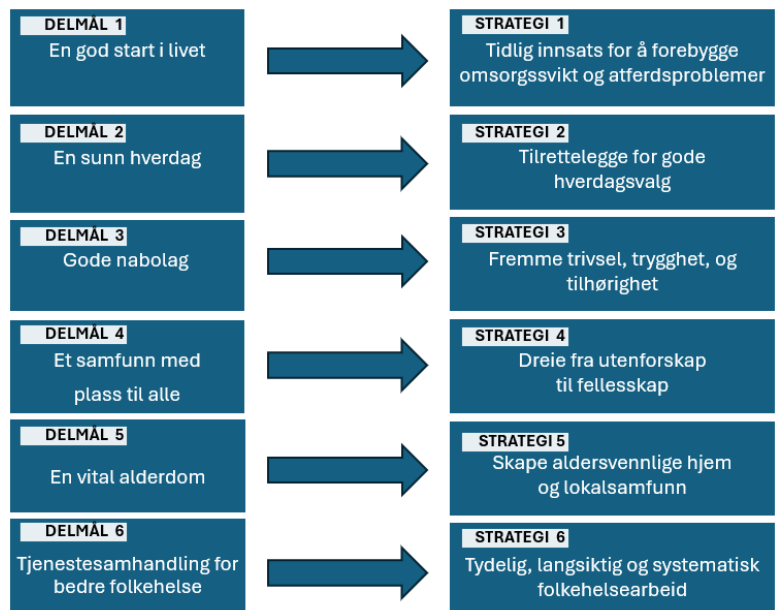 DELMÅL 1
En god start i livet
STRATEGI 1
Tidlig innsats for å forebygge
omsorgssvikt og atferdsproblemer
DELMÅL 2
En sunn hverdag
STRATEGI 2
Tilrettelegge for gode
hverdagsvalg
DELMÅL 3
Gode nabolag
STRATEGI 3
Fremme trivsel, trygghet, og
tilhørighet
DELMÅL 4
Et samfunn med
plass til alle
STRATEGI 4
Dreie fra utenforskap
til fellesskap
DELMÅL 5
En vital alderdom
STRATEGI 5
Skape aldersvennlige hjem
og lokalsamfunn
DELMÅL 6
Tjenestesamhandling for
bedre folkehelse
STRATEGI 6
Tydelig, langsiktig og systematisk
folkehelsearbeid